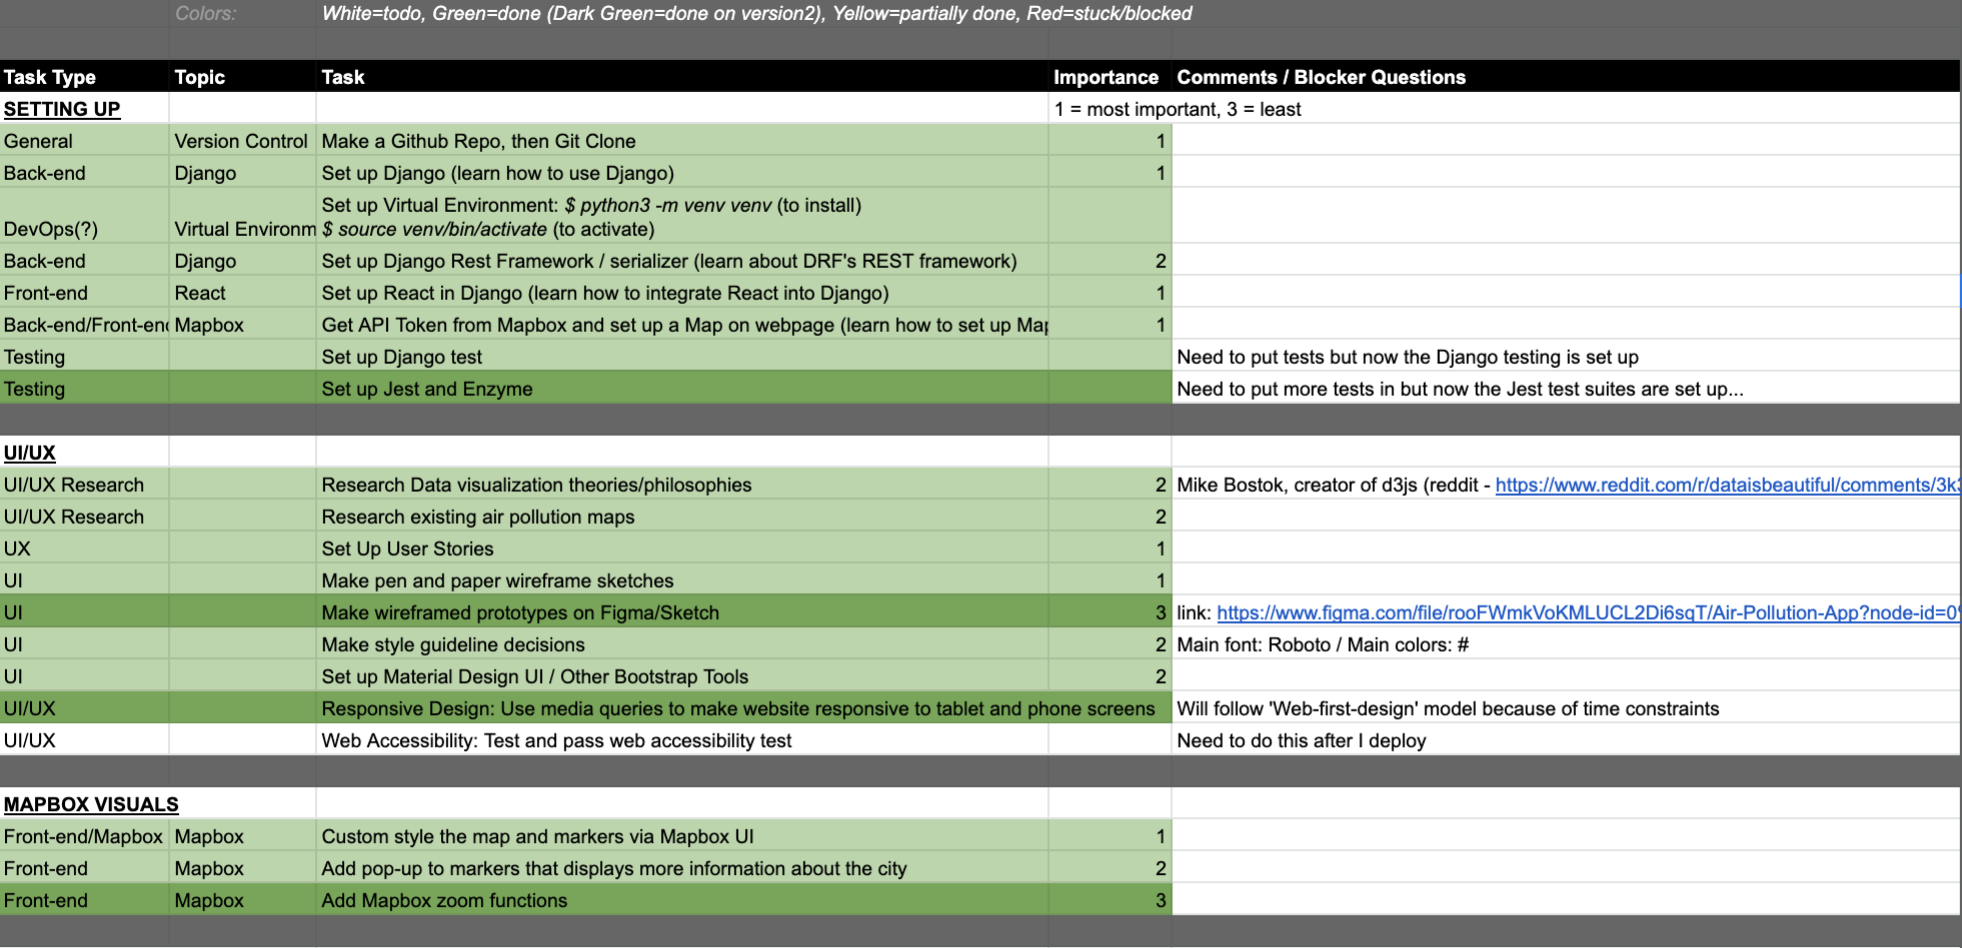 Colors: White=todo, Green=done (Dark Green=done on version2), Yellow=partially done, Red=stuck/blocked
Task Type Topic Task Importance Comments / Blocker Questions
SETTING UP 1 = most important, 3 = least
General Version Control Make a Github Repo, then Git Clone 1
Back-end Django Set up Django (learn how to use Django) 1
Set up Virtual Environment: $ python3 -m venv venv (to install)
DevOps(?) Virtual Environm $ source venv/bin/activate (to activate)
Back-end Django Set up Django Rest Framework / serializer (learn about DRF's REST framework) 2
Front-end React Set up React in Django (learn how to integrate React into Django) 1
Back-end/Front-end Mapbox Get API Token from Mapbox and set up a Map on webpage (learn how to set up Map 1
Testing Set up Django test Need to put tests but now the Django testing is set up
Testing Set up Jest and Enzyme Need to put more tests in but now the Jest test suites are set up...
UI/UX
UI/UX Research Research Data visualization theories/philosophies 2 Mike Bostok, creator of d3js (reddit - https://www.reddit.com/r/dataisbeautiful/comments/3k
UI/UX Research Research existing air pollution maps 2
UX Set Up User Stories 1
UI Make pen and paper wireframe sketches 1
UI Make wireframed prototypes on Figma/Sketch 3 link: https://www.figma.com/file/rooFWmkVoKMLUCL2Di6sqT/Air-Pollution-App?node-id=0
UI Make style guideline decisions 2 Main font: Roboto / Main colors: #
UI Set up Material Design UI / Other Bootstrap Tools 2
UI/UX Responsive Design: Use media queries to make website responsive to tablet and phone screens Will follow 'Web-first-design' model because of time constraints
UI/UX Web Accessibility: Test and pass web accessibility test Need to do this after I deploy
MAPBOX VISUALS
Front-end/Mapbox Mapbox Custom style the map and markers via Mapbox UI 1
Front-end Mapbox Add pop-up to markers that displays more information about the city 2
Front-end Mapbox Add Mapbox zoom functions 3